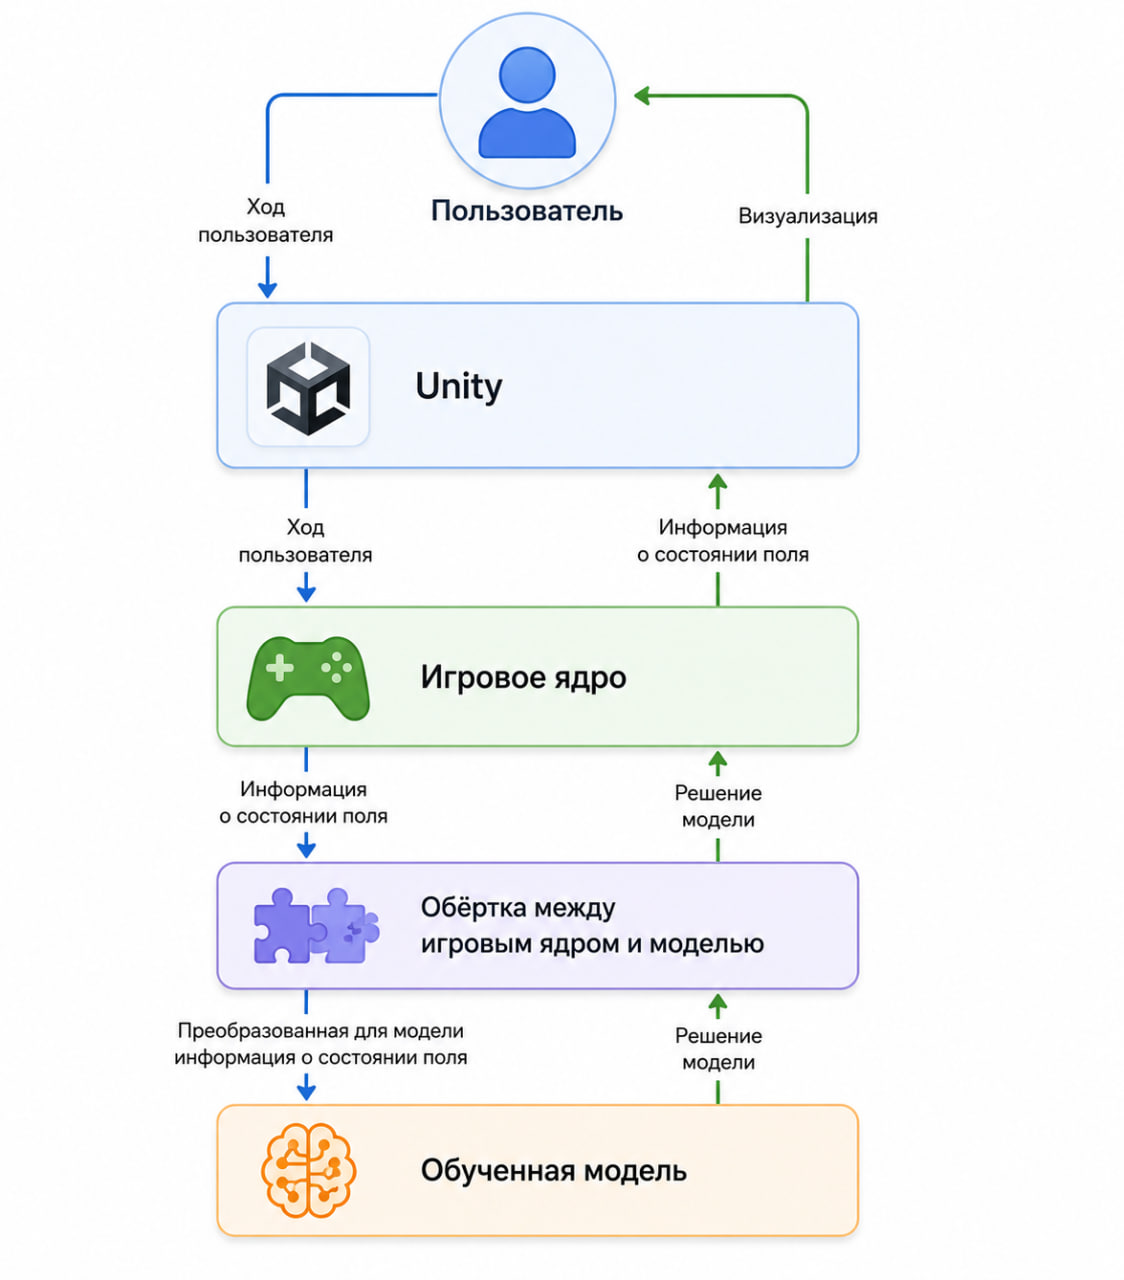 Пользователь
Ход
пользователя
Визуализация
Unity
Ход
пользователя
Информация
о состоянии поля
Игровое ядро
Информация
о состоянии поля
Решение
модели
Обёртка между
игровым ядром и моделью
Преобразованная для модели
информация о состоянии поля
Решение
модели
Обученная модель